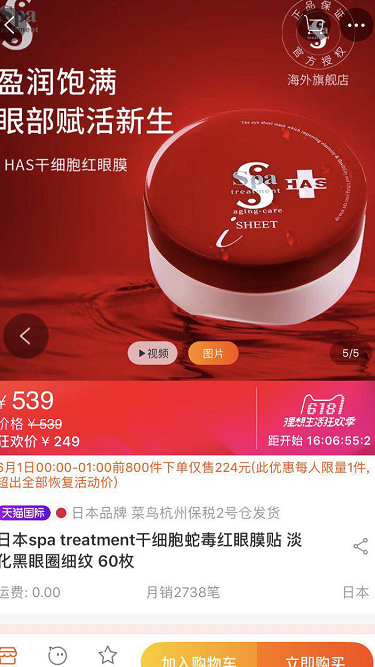 Spa
treatment
正品保证
官方授权
海外旗舰店
盈润饱满
眼部赋活新生
HAS干细胞红眼膜
Spa
treatment
HAS
aging-care
i
SHEET
视频
图片
5/5
¥ 539
价格 ¥ 539
狂欢价 ¥ 249
618
理想生活狂欢季
距开始 16:06:55:2
6月1日00:00-01:00前800件下单仅售224元(此优惠每人限量1件,
超出全部恢复活动价)
天猫国际 日本品牌 菜鸟杭州保税2号仓发货
日本spa treatment干细胞蛇毒红眼膜贴 淡
化黑眼圈细纹 60枚
运费: 0.00 月销2738笔 日本
加入购物车 立即购买